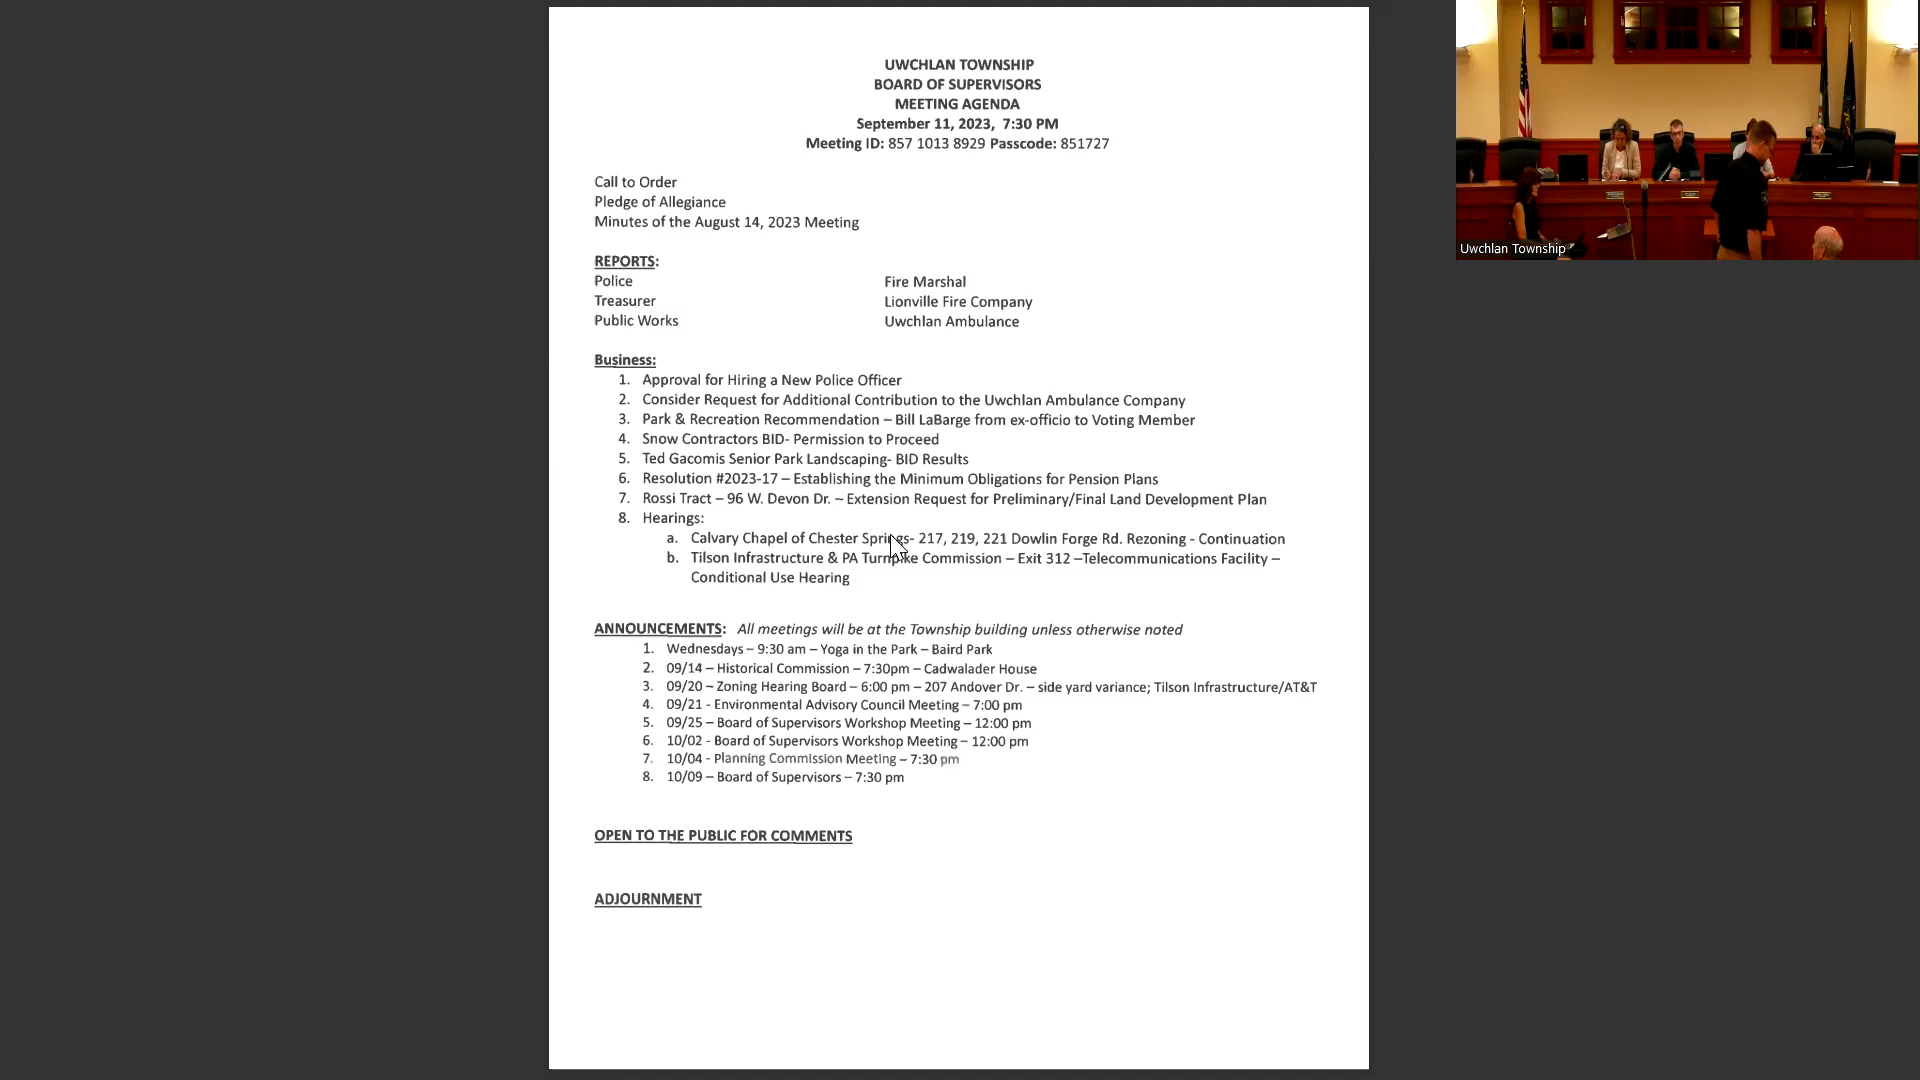 UWCHLAN TOWNSHIP
BOARD OF SUPERVISORS
MEETING AGENDA
September 11, 2023, 7:30 PM
Meeting ID: 857 1013 8929 Passcode: 851727
Call to Order
Pledge of Allegiance
Minutes of the August 14, 2023 Meeting
REPORTS:
Police Fire Marshal
Treasurer Lionville Fire Company
Public Works Uwchlan Ambulance
Business:
1. Approval for Hiring a New Police Officer
2. Consider Request for Additional Contribution to the Uwchlan Ambulance Company
3. Park & Recreation Recommendation – Bill LaBarge from ex-officio to Voting Member
4. Snow Contractors BID- Permission to Proceed
5. Ted Gacomis Senior Park Landscaping- BID Results
6. Resolution #2023-17 – Establishing the Minimum Obligations for Pension Plans
7. Rossi Tract – 96 W. Devon Dr. – Extension Request for Preliminary/Final Land Development Plan
8. Hearings:
a. Calvary Chapel of Chester Springs- 217, 219, 221 Dowlin Forge Rd. Rezoning - Continuation
b. Tilson Infrastructure & PA Turnpike Commission – Exit 312 –Telecommunications Facility –
Conditional Use Hearing
ANNOUNCEMENTS: All meetings will be at the Township building unless otherwise noted
1. Wednesdays – 9:30 am – Yoga in the Park – Baird Park
2. 09/14 – Historical Commission – 7:30pm – Cadwalader House
3. 09/20 – Zoning Hearing Board – 6:00 pm – 207 Andover Dr. – side yard variance; Tilson Infrastructure/AT&T
4. 09/21 - Environmental Advisory Council Meeting – 7:00 pm
5. 09/25 – Board of Supervisors Workshop Meeting – 12:00 pm
6. 10/02 - Board of Supervisors Workshop Meeting – 12:00 pm
7. 10/04 - Planning Commission Meeting – 7:30 pm
8. 10/09 – Board of Supervisors – 7:30 pm
OPEN TO THE PUBLIC FOR COMMENTS
ADJOURNMENT
Uwchlan Township